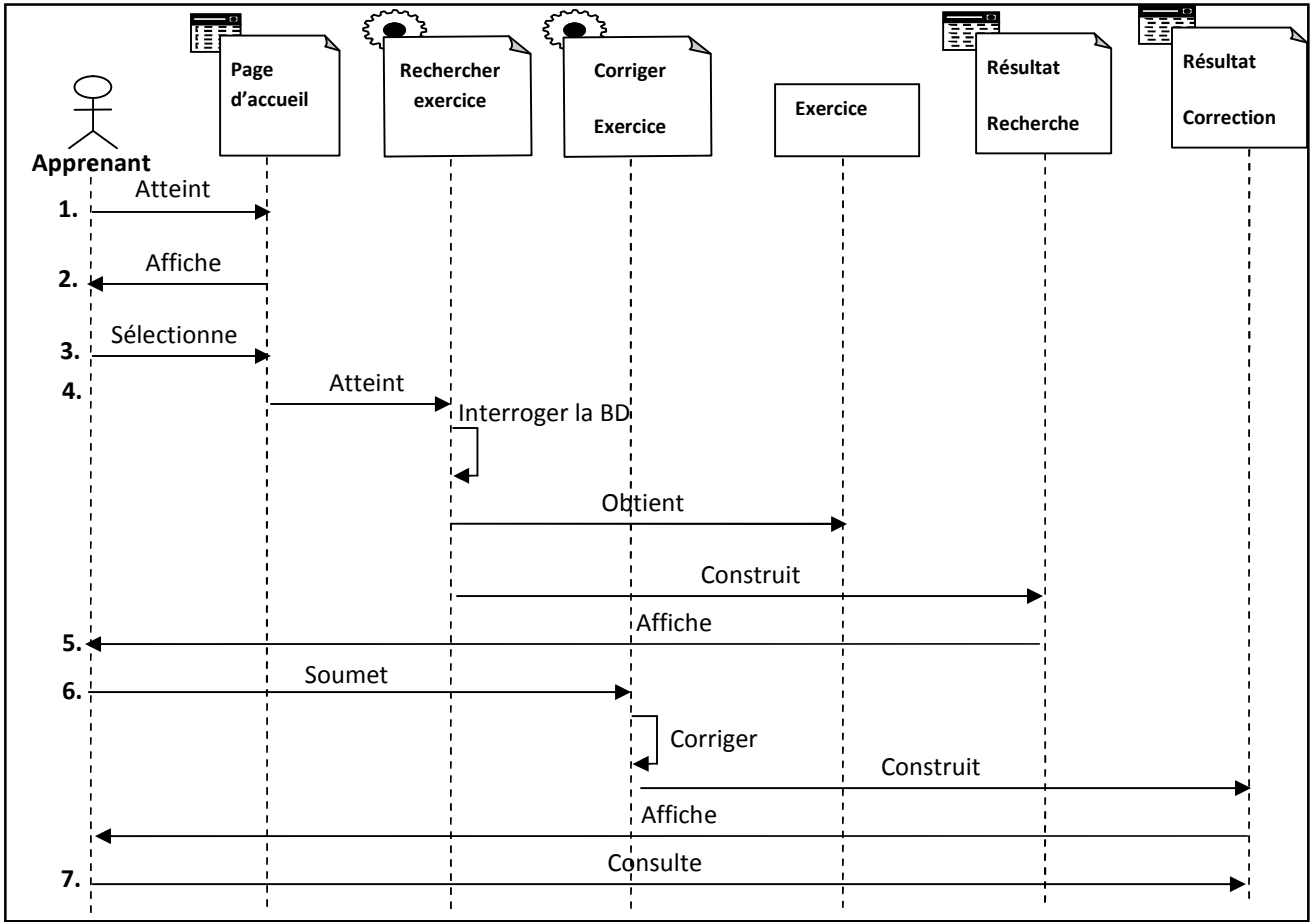 Page
d'accueil
Rechercher
exercice
Corriger
Exercice
Exercice
Résultat
Recherche
Résultat
Correction
Apprenant
Atteint
1.
Affiche
2.
Sélectionne
3.
4.
Atteint
Interroger la BD
Obtient
Construit
Affiche
5.
Soumet
6.
Corriger
Construit
Affiche
Consulte
7.